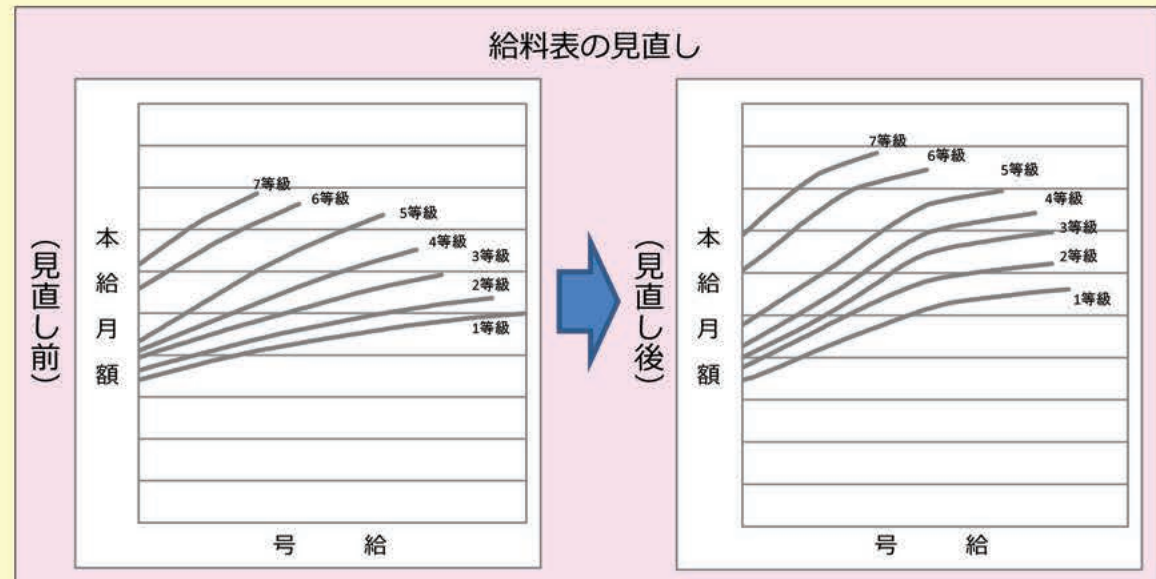 給料表の見直し
（見直し前）
本給月額
7等級
6等級
5等級
4等級
3等級
2等級
1等級
号　給
（見直し後）
本給月額
7等級
6等級
5等級
4等級
3等級
2等級
1等級
号　給